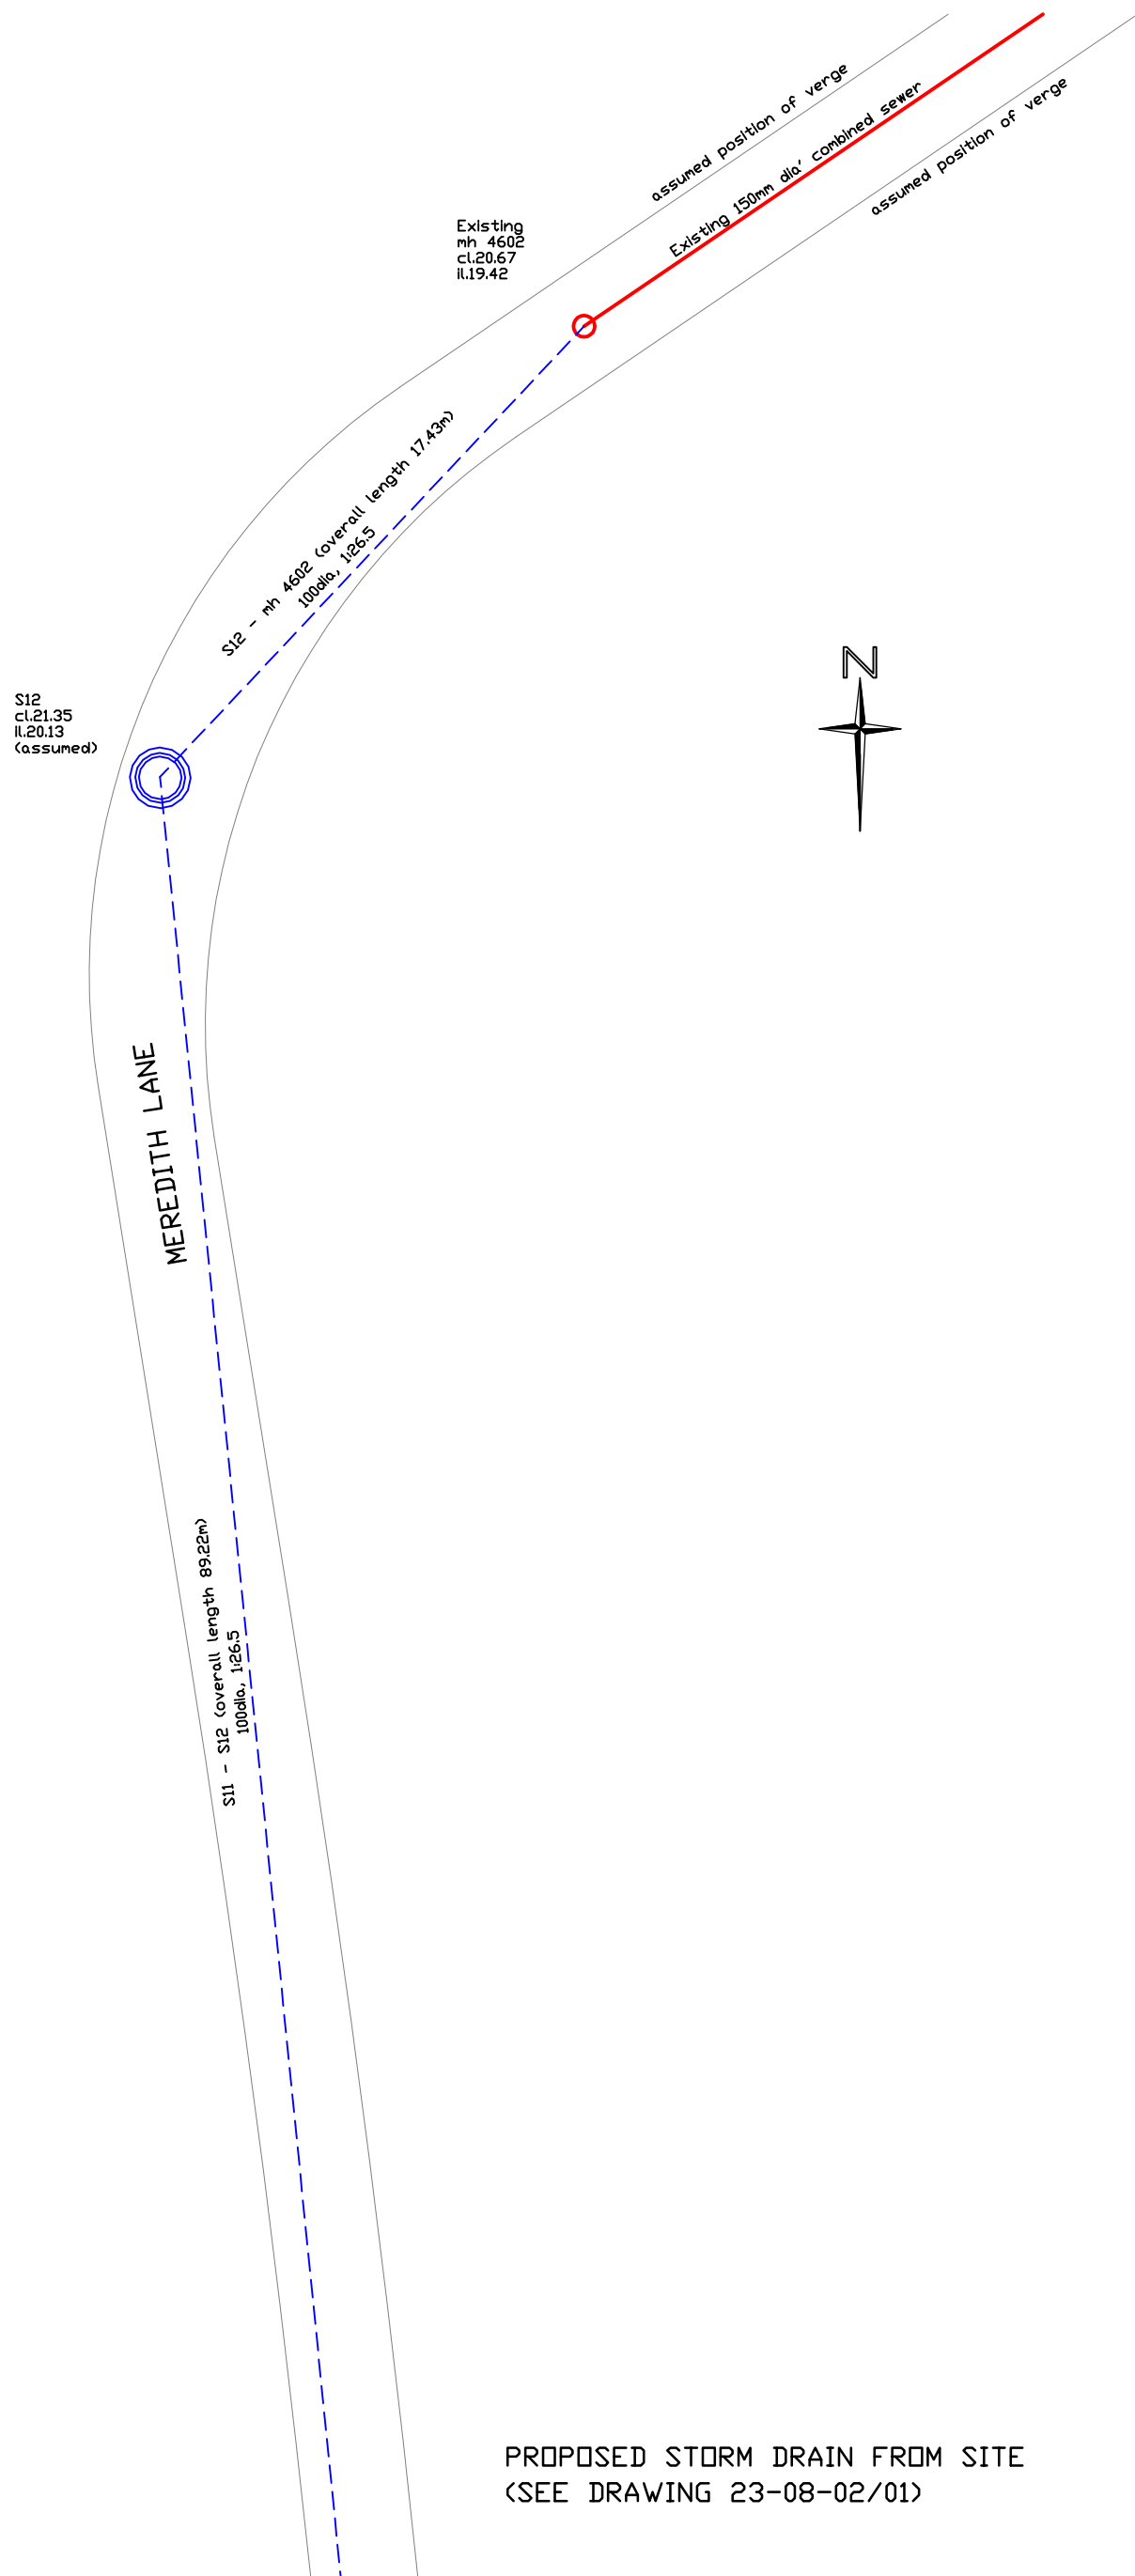 assumed position of verge
Existing 150mm dia' combined sewer
assumed position of verge
Existing
mh 4602
cl.20.67
il.19.42
S12 - mh 4602 (overall length 17.43m)
100dia, 1:26.5
N
S12
cl.21.35
il.20.13
(assumed)
MEREDITH LANE
S11 - S12 (overall length 89.22m)
100dia, 1:26.5
PROPOSED STORM DRAIN FROM SITE
(SEE DRAWING 23-08-02/01)